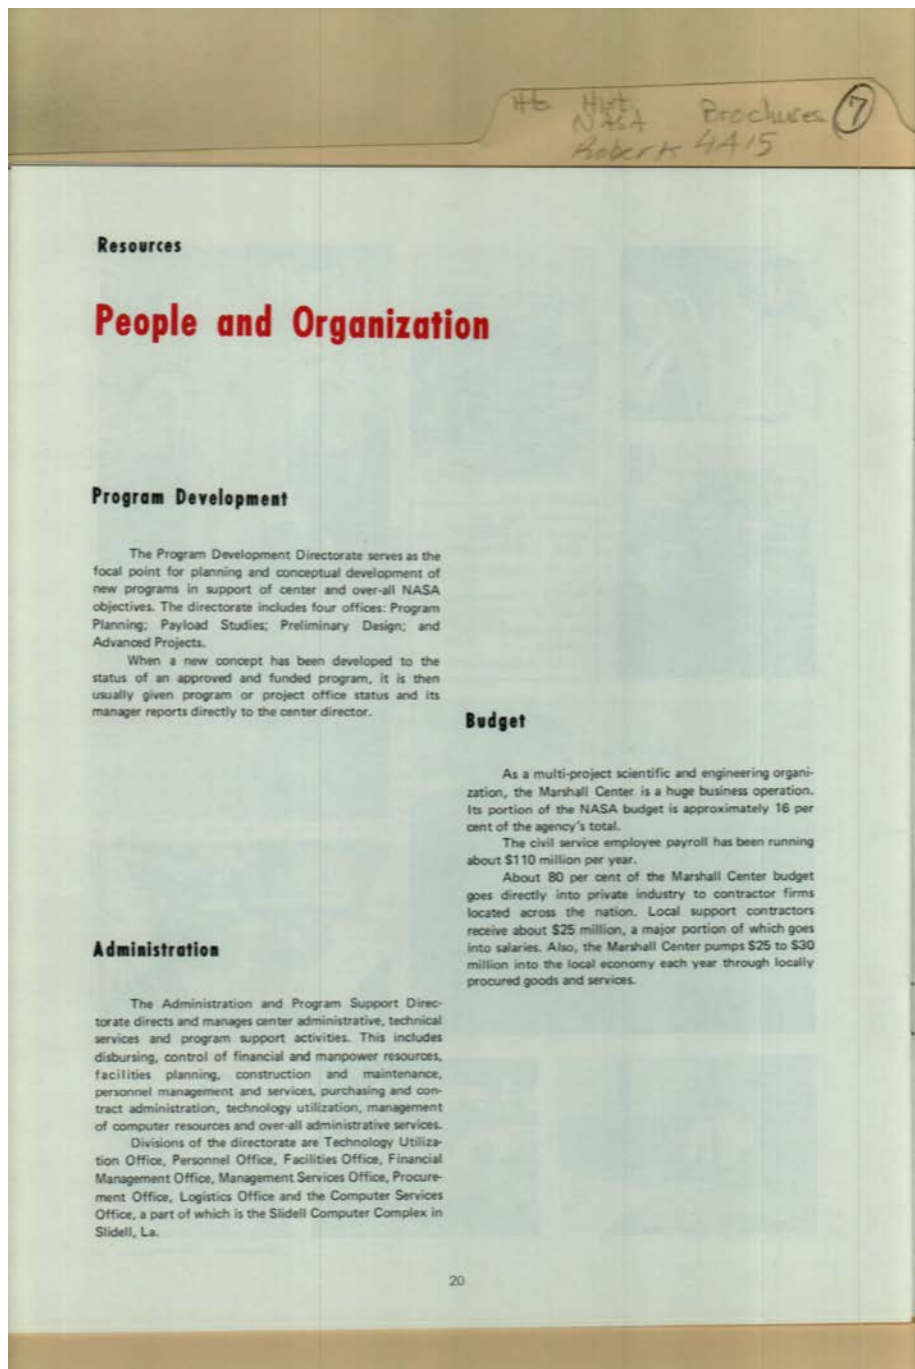 Hist. Brochures 7
NASA
Roberts 4A15
Resources
People and Organization
Program Development
The Program Development Directorate serves as the
focal point for planning and conceptual development of
new programs in support of center and over-all NASA
objectives. The directorate includes four offices: Program
Planning; Payload Studies; Preliminary Design; and
Advanced Projects.
When a new concept has been developed to the
status of an approved and funded program, it is then
usually given program or project office status and its
manager reports directly to the center director.
Administration
The Administration and Program Support Direc-
torate directs and manages center administrative, technical
services and program support activities. This includes
disbursing, control of financial and manpower resources,
facilities planning, construction and maintenance,
personnel management and services, purchasing and con-
tract administration, technology utilization, management
of computer resources and over-all administrative services.
Divisions of the directorate are Technology Utiliza-
tion Office, Personnel Office, Facilities Office, Financial
Management Office, Management Services Office, Procure-
ment Office, Logistics Office and the Computer Services
Office, a part of which is the Slidell Computer Complex in
Slidell, La.
Budget
As a multi-project scientific and engineering organi-
zation, the Marshall Center is a huge business operation.
Its portion of the NASA budget is approximately 16 per
cent of the agency's total.
The civil service employee payroll has been running
about $110 million per year.
About 80 per cent of the Marshall Center budget
goes directly into private industry to contractor firms
located across the nation. Local support contractors
receive about $25 million, a major portion of which goes
into salaries. Also, the Marshall Center pumps $25 to $30
million into the local economy each year through locally
procured goods and services.
20